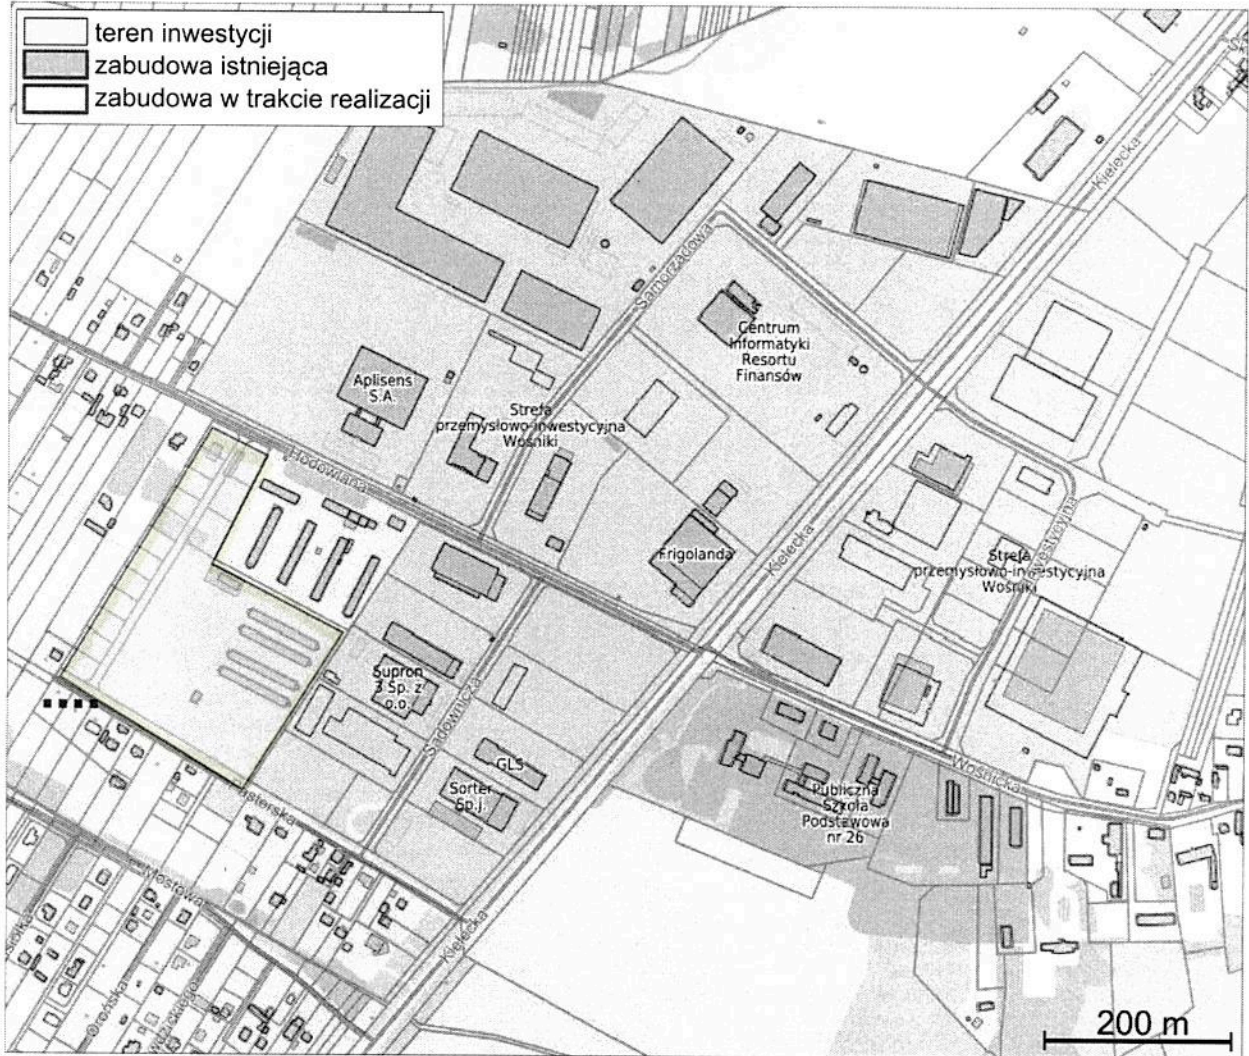 teren inwestycji
zabudowa istniejąca
zabudowa w trakcie realizacji
Kielecka
Samorządowa
Centrum
Informatyki
Resortu
Finansów
Aplisens
S.A.
Strefa
przemysłowo-inwestycyjna
Wośniki
Hodowlana
Kielecka
Frigolanda
Strefa
przemysłowo-inwestycyjna
Wośniki
Supron
3 Sp. z
o.o.
Sadownicza
GLS
Sorter
Sp.j.
Wośnicka
Publiczna
Szkoła
Podstawowa
nr 26
Mostowa
Kielecka
Orońska
200 m